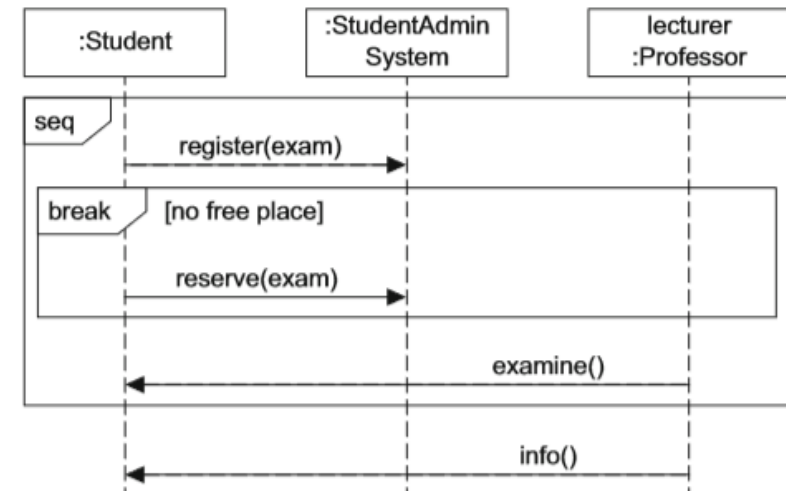 :Student
:StudentAdmin
System
lecturer
:Professor
seq
register(exam)
break
[no free place]
reserve(exam)
examine()
info()